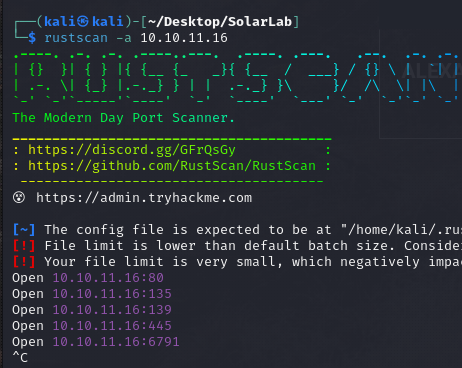 ┌──(kali㉿kali)-[~/Desktop/SolarLab]
└─$ rustscan -a 10.10.11.16
.----. .-. .-. .----..---.  .----. .---.   .--.  .-. .-.
| {}  }| { } |{ {__ {_   _}{ {__  /  ___} / {} \ |  `| |
| .-. \| {_} |.-._} } | |  .-._} }\     }/  /\  \| |\  |
`-' `-'`-----'`----'  `-'  `----'  `---' `-'  `-'`-' `-'
The Modern Day Port Scanner.
________________________________________
: https://discord.gg/GFrQsGy           :
: https://github.com/RustScan/RustScan :
 --------------------------------------
😵 https://admin.tryhackme.com
[~] The config file is expected to be at "/home/kali/.rus
[!] File limit is lower than default batch size. Conside
[!] Your file limit is very small, which negatively impa
Open 10.10.11.16:80
Open 10.10.11.16:135
Open 10.10.11.16:139
Open 10.10.11.16:445
Open 10.10.11.16:6791
^C